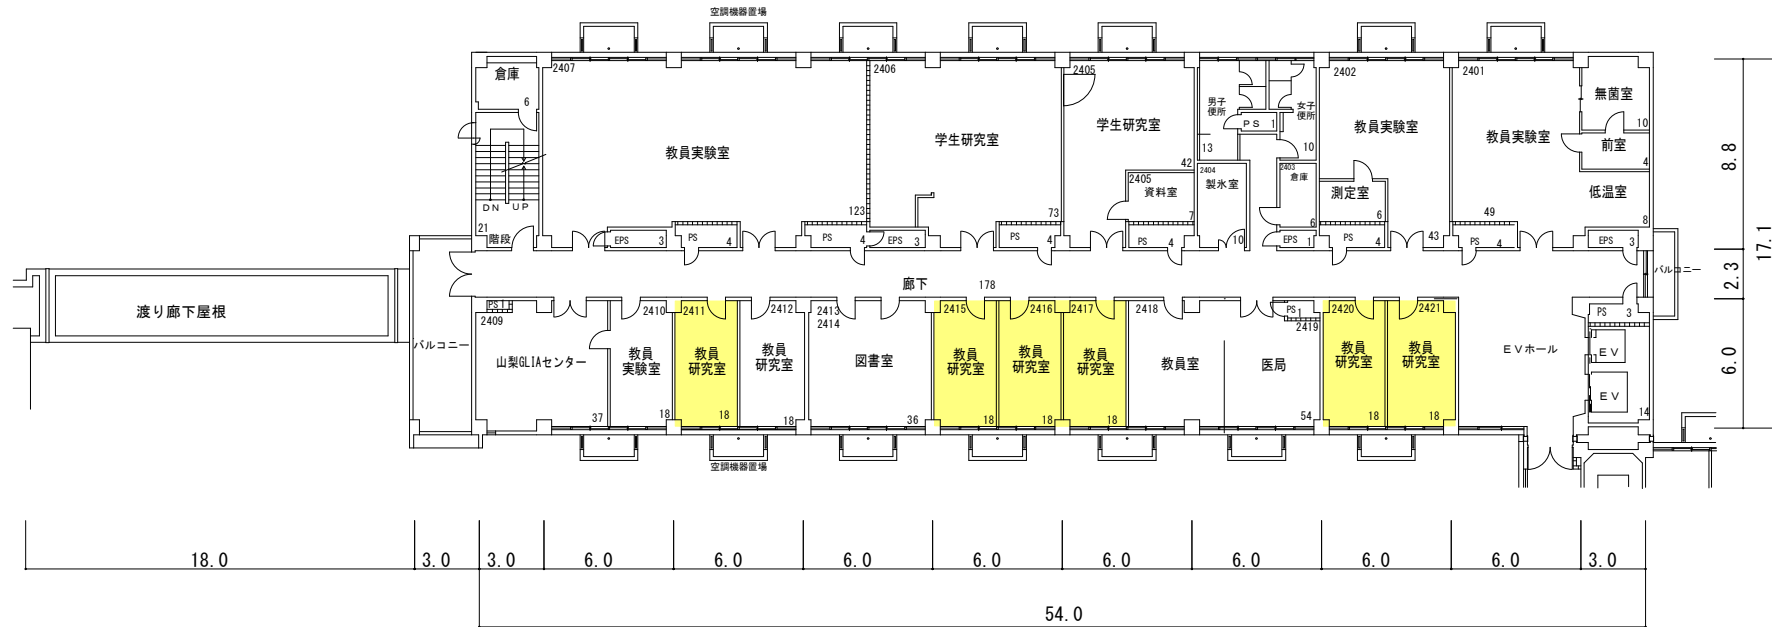 空調機器置場
倉庫
6
2407
教員実験室
123
2406
学生研究室
73
2405
学生研究室
42
2405
資料室
7
男子
便所
13
PS 1
女子
便所
10
2404
製氷室
10
2403
倉庫
6
2402
教員実験室
43
測定室
6
2401
教員実験室
49
無菌室
10
前室
4
低温室
8
DN UP
21
階段
EPS 3
PS 4
PS 4
EPS 3
PS 4
PS 4
EPS 1
PS 4
PS 4
EPS 3
廊下 178
バルコニー
渡り廊下屋根
バルコニー
PS 1
2409
山梨GLIAセンター
37
2410
教員
実験室
18
2411
教員
研究室
18
2412
教員
研究室
18
2413
2414
図書室
36
2415
教員
研究室
18
2416
教員
研究室
18
2417
教員
研究室
18
2418
教員室
PS 1
2419
医局
54
2420
教員
研究室
18
2421
教員
研究室
18
EVホール
PS 3
EV
EV
14
空調機器置場
8.8
2.3
6.0
17.1
18.0 3.0 3.0 6.0 6.0 6.0 6.0 6.0 6.0 6.0 6.0 3.0
54.0